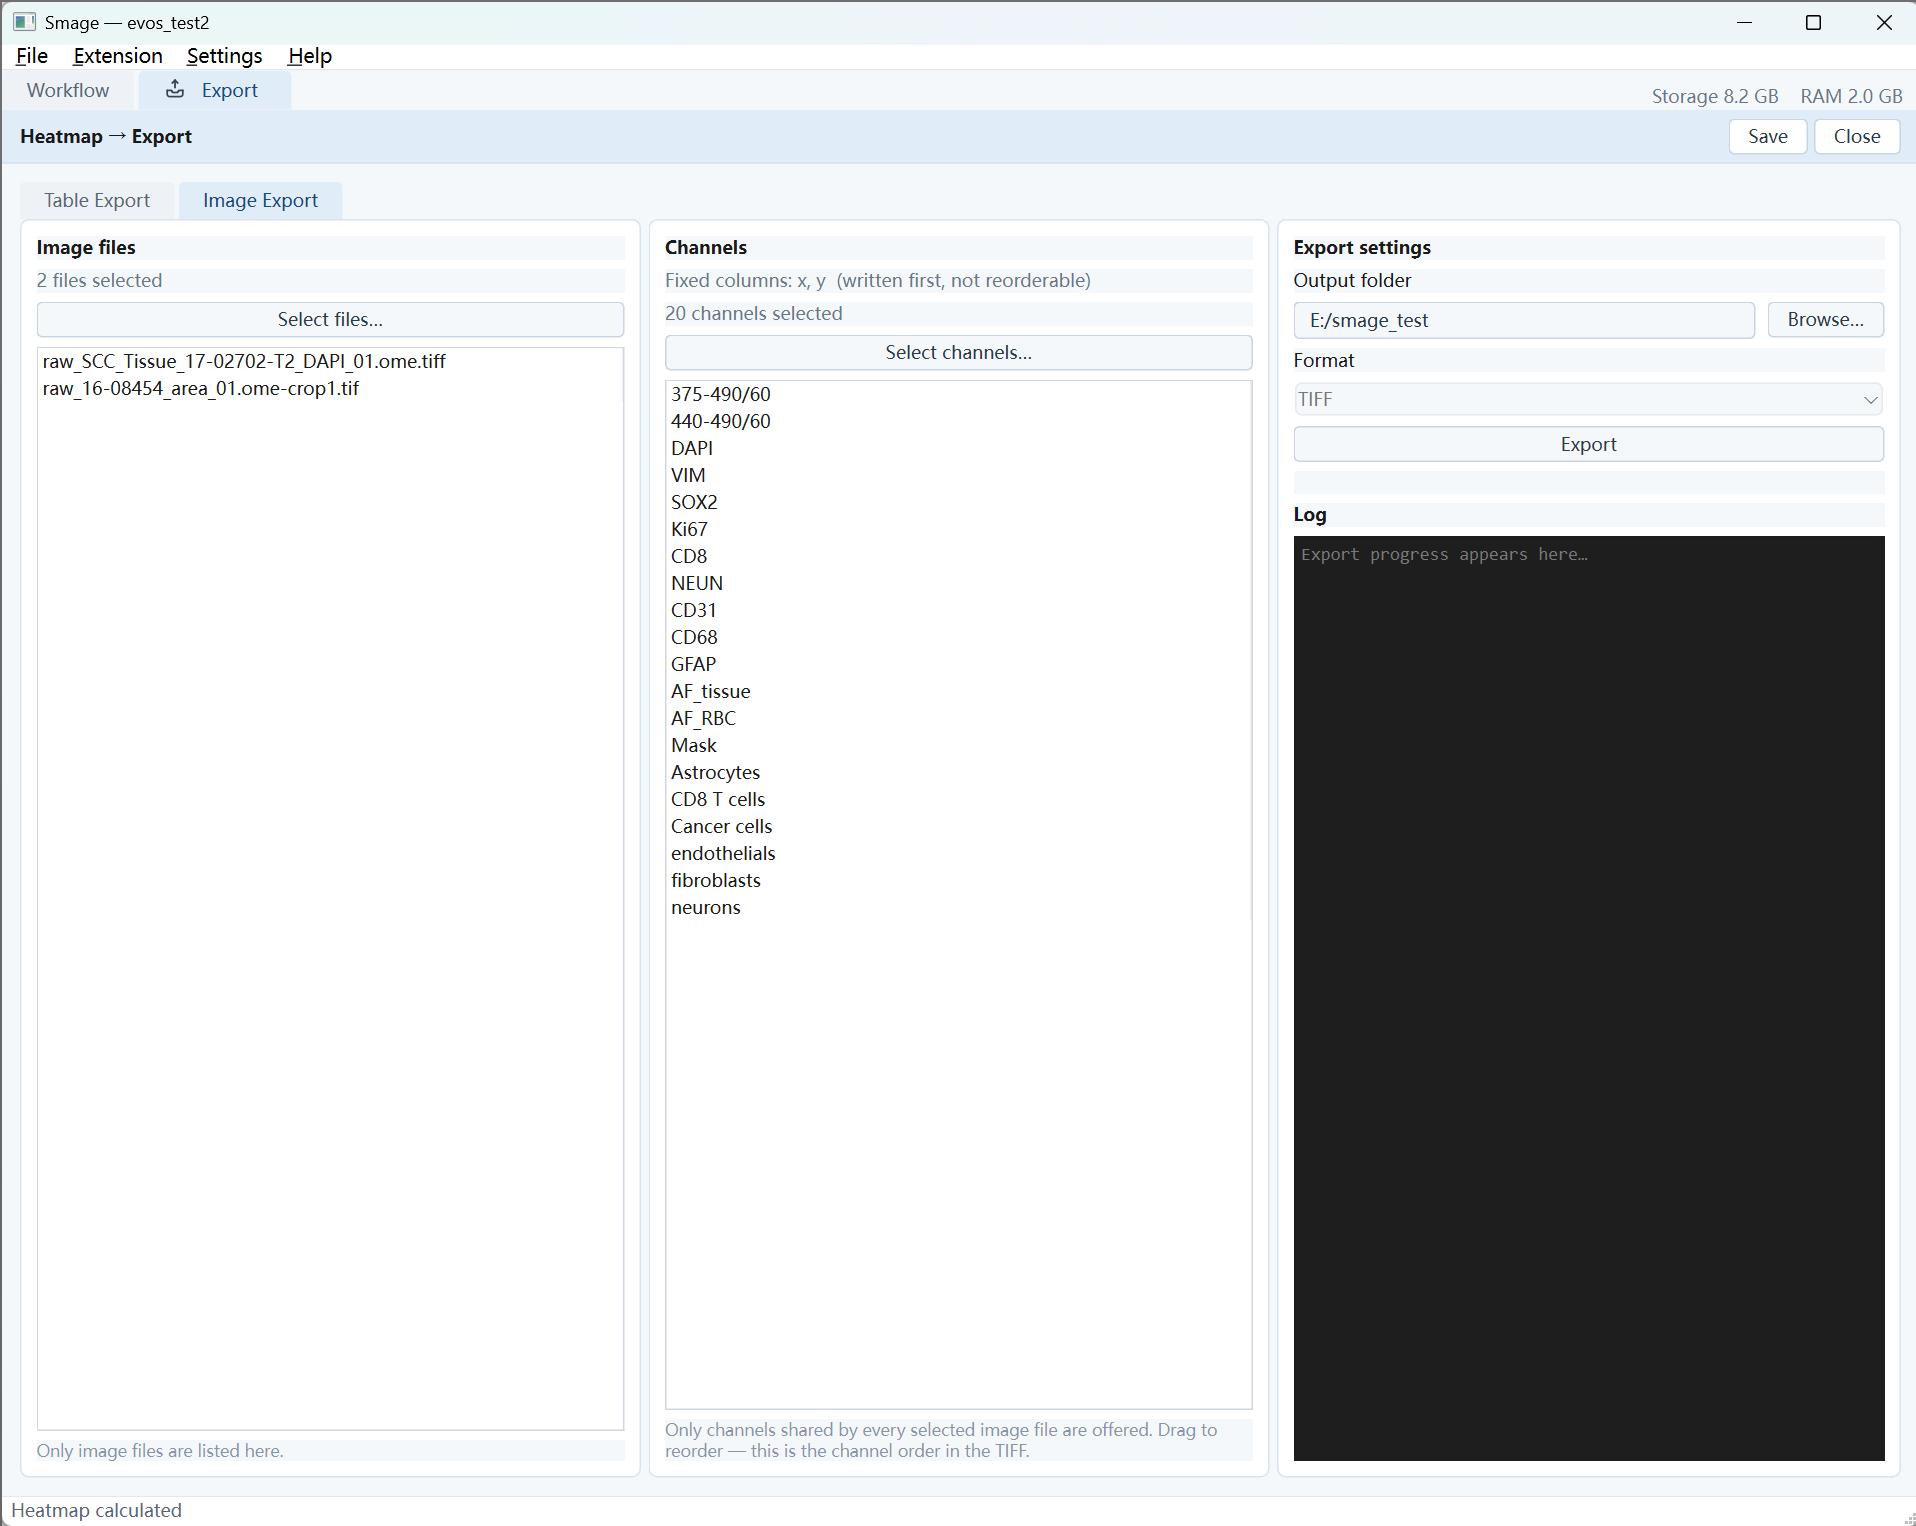 Smage — evos_test2
File Extension Settings Help
Workflow Export Storage 8.2 GB RAM 2.0 GB
Heatmap → Export Save Close
Table Export Image Export
Image files
2 files selected
Select files...
raw_SCC_Tissue_17-02702-T2_DAPI_01.ome.tiff
raw_16-08454_area_01.ome-crop1.tif
Only image files are listed here.
Channels
Fixed columns: x, y (written first, not reorderable)
20 channels selected
Select channels...
375-490/60
440-490/60
DAPI
VIM
SOX2
Ki67
CD8
NEUN
CD31
CD68
GFAP
AF_tissue
AF_RBC
Mask
Astrocytes
CD8 T cells
Cancer cells
endothelials
fibroblasts
neurons
Only channels shared by every selected image file are offered. Drag to
reorder — this is the channel order in the TIFF.
Export settings
Output folder
E:/smage_test Browse...
Format
TIFF
Export
Log
Export progress appears here…
Heatmap calculated